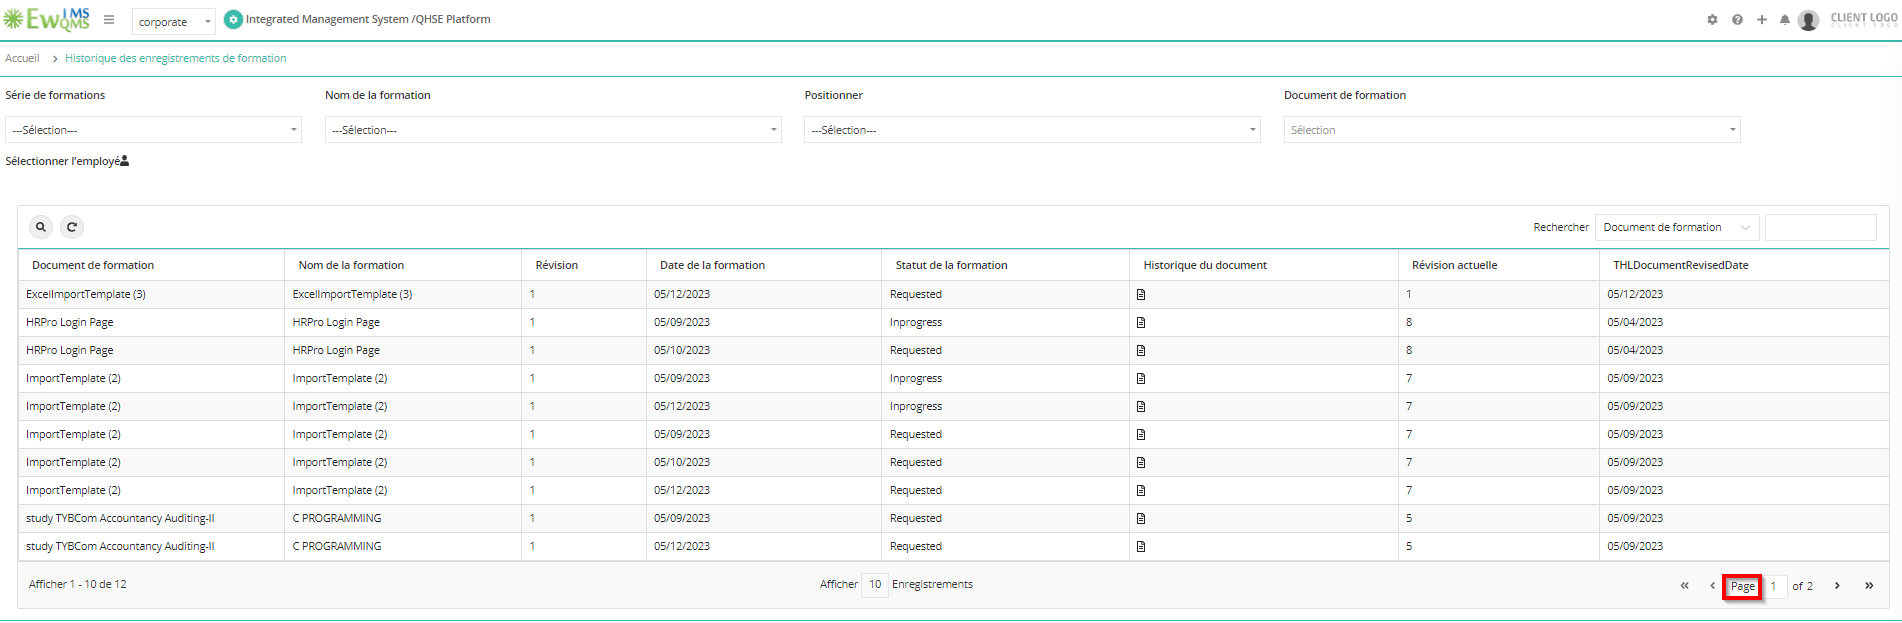 EwIMS QMS corporate Integrated Management System /QHSE Platform CLIENT LOGO
CLIENT LOGO
Accueil > Historique des enregistrements de formation
Série de formations Nom de la formation Positionner Document de formation
---Sélection--- ---Sélection--- ---Sélection--- Sélection
Sélectionner l'employé
Rechercher Document de formation
Document de formation Nom de la formation Révision Date de la formation Statut de la formation Historique du document Révision actuelle THLDocumentRevisedDate
ExcelImportTemplate (3) ExcelImportTemplate (3) 1 05/12/2023 Requested 1 05/12/2023
HRPro Login Page HRPro Login Page 1 05/09/2023 Inprogress 8 05/04/2023
HRPro Login Page HRPro Login Page 1 05/10/2023 Requested 8 05/04/2023
ImportTemplate (2) ImportTemplate (2) 1 05/09/2023 Inprogress 7 05/09/2023
ImportTemplate (2) ImportTemplate (2) 1 05/12/2023 Inprogress 7 05/09/2023
ImportTemplate (2) ImportTemplate (2) 1 05/09/2023 Requested 7 05/09/2023
ImportTemplate (2) ImportTemplate (2) 1 05/10/2023 Requested 7 05/09/2023
ImportTemplate (2) ImportTemplate (2) 1 05/12/2023 Requested 7 05/09/2023
study TYBCom Accountancy Auditing-II C PROGRAMMING 1 05/09/2023 Requested 5 05/09/2023
study TYBCom Accountancy Auditing-II C PROGRAMMING 1 05/12/2023 Requested 5 05/09/2023
Afficher 1 - 10 de 12 Afficher 10 Enregistrements « ‹ Page 1 of 2 › »